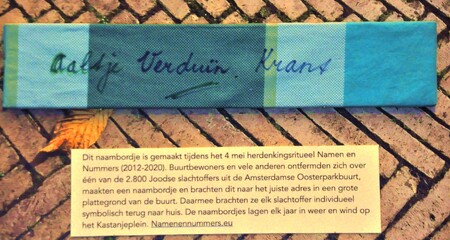 Aaltje Verduin. Krans
Dit naambordje is gemaakt tijdens het 4 mei herdenkingsritueel Namen en
Nummers (2012-2020). Buurtbewoners en vele anderen ontfermden zich over
één van de 2.800 Joodse slachtoffers uit de Amsterdamse Oosterparkbuurt,
maakten een naambordje en brachten dit naar het juiste adres in een grote
plattegrond van de buurt. Daarmee brachten ze elk slachtoffer individueel
symbolisch terug naar huis. De naambordjes lagen elk jaar in weer en wind op
het Kastanjeplein. Namenennummers.eu